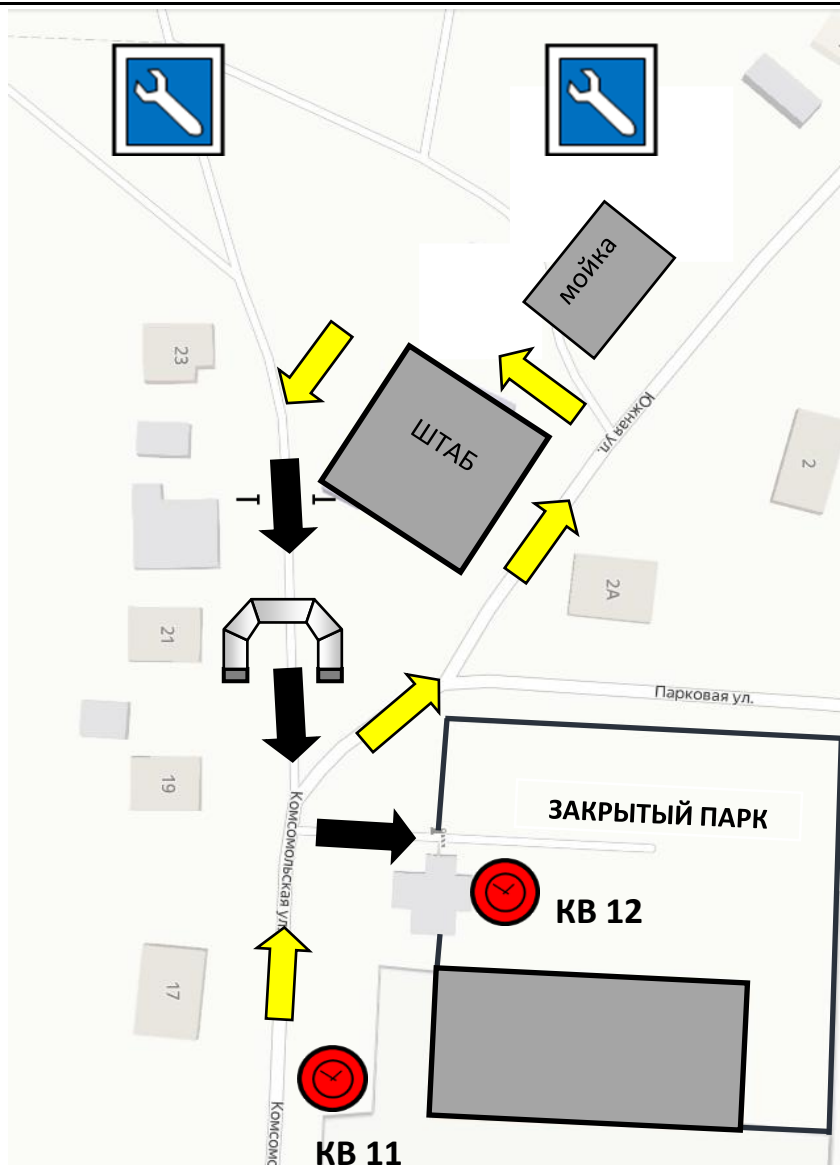 мойка
23
ШТАБ
Южная ул.
2
2А
21
Парковая ул.
19
ЗАКРЫТЫЙ ПАРК
Комсомольская ул.
КВ 12
17
Комсомо
КВ 11